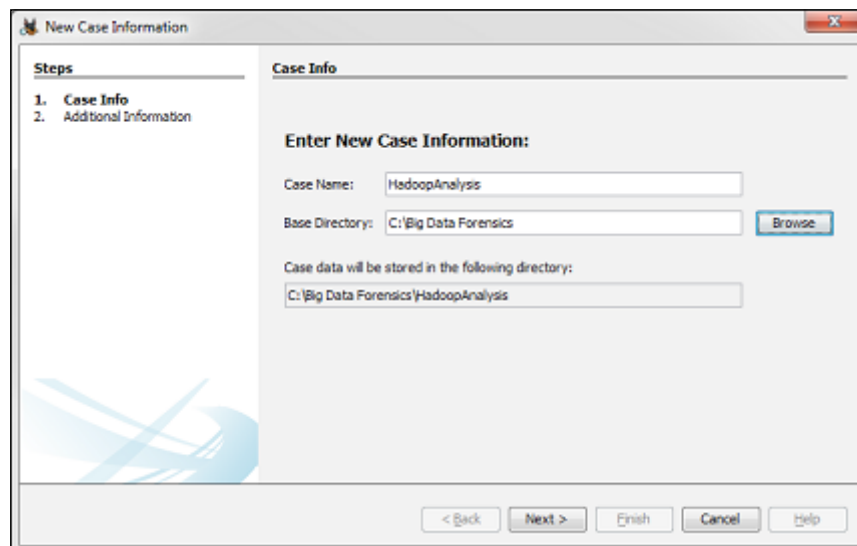 New Case Information
Steps
1. Case Info
2. Additional Information
Case Info
Enter New Case Information:
Case Name: HadoopAnalysis
Base Directory: C:\Big Data Forensics Browse
Case data will be stored in the following directory:
C:\Big Data Forensics\HadoopAnalysis
< Back Next > Finish Cancel Help